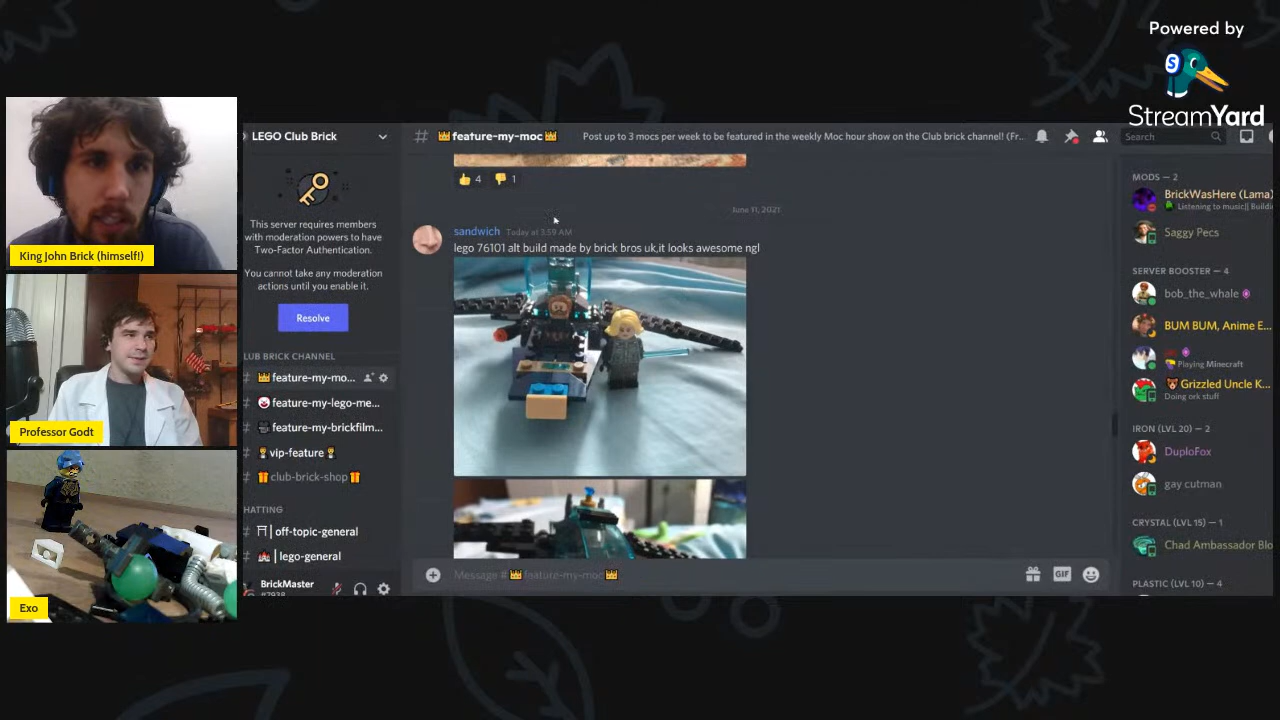 Powered by
StreamYard
King John Brick (himself!)
Professor Godt
Exo
LEGO Club Brick
This server requires
members
with moderation powers to have
Two-Factor Authentication.
You cannot take any moderation
actions until you enable it.
Resolve
LUB BRICK CHANNEL
# feature-my-mo...
# feature-my-lego-me...
# feature-my-brickfilm...
# vip-feature
# club-brick-shop
HATTING
# | off-topic-general
# | lego-general
BrickMaster
#7938
# feature-my-moc
Post up to 3 mocs per week to be featured in the weekly Moc hour show on the Club brick channel! (Fr...
Search
4
1
June 11, 2021
sandwich Today at 3:59 AM
lego 76101 alt build made by brick bros uk,it looks awesome ngl
Message # feature-my-moc
GIF
MODS — 2
BrickWasHere (Lama)
Listening to music|| Buildi
Saggy Pecs
SERVER BOOSTER — 4
bob_the_whale
BUM BUM, Anime E...
Playing Minecraft
Grizzled Uncle K...
Doing ork stuff
IRON (LVL 20) — 2
DuploFox
gay cutman
CRYSTAL (LVL 15) — 1
Chad Ambassador Blo
PLASTIC (LVL 10) — 4